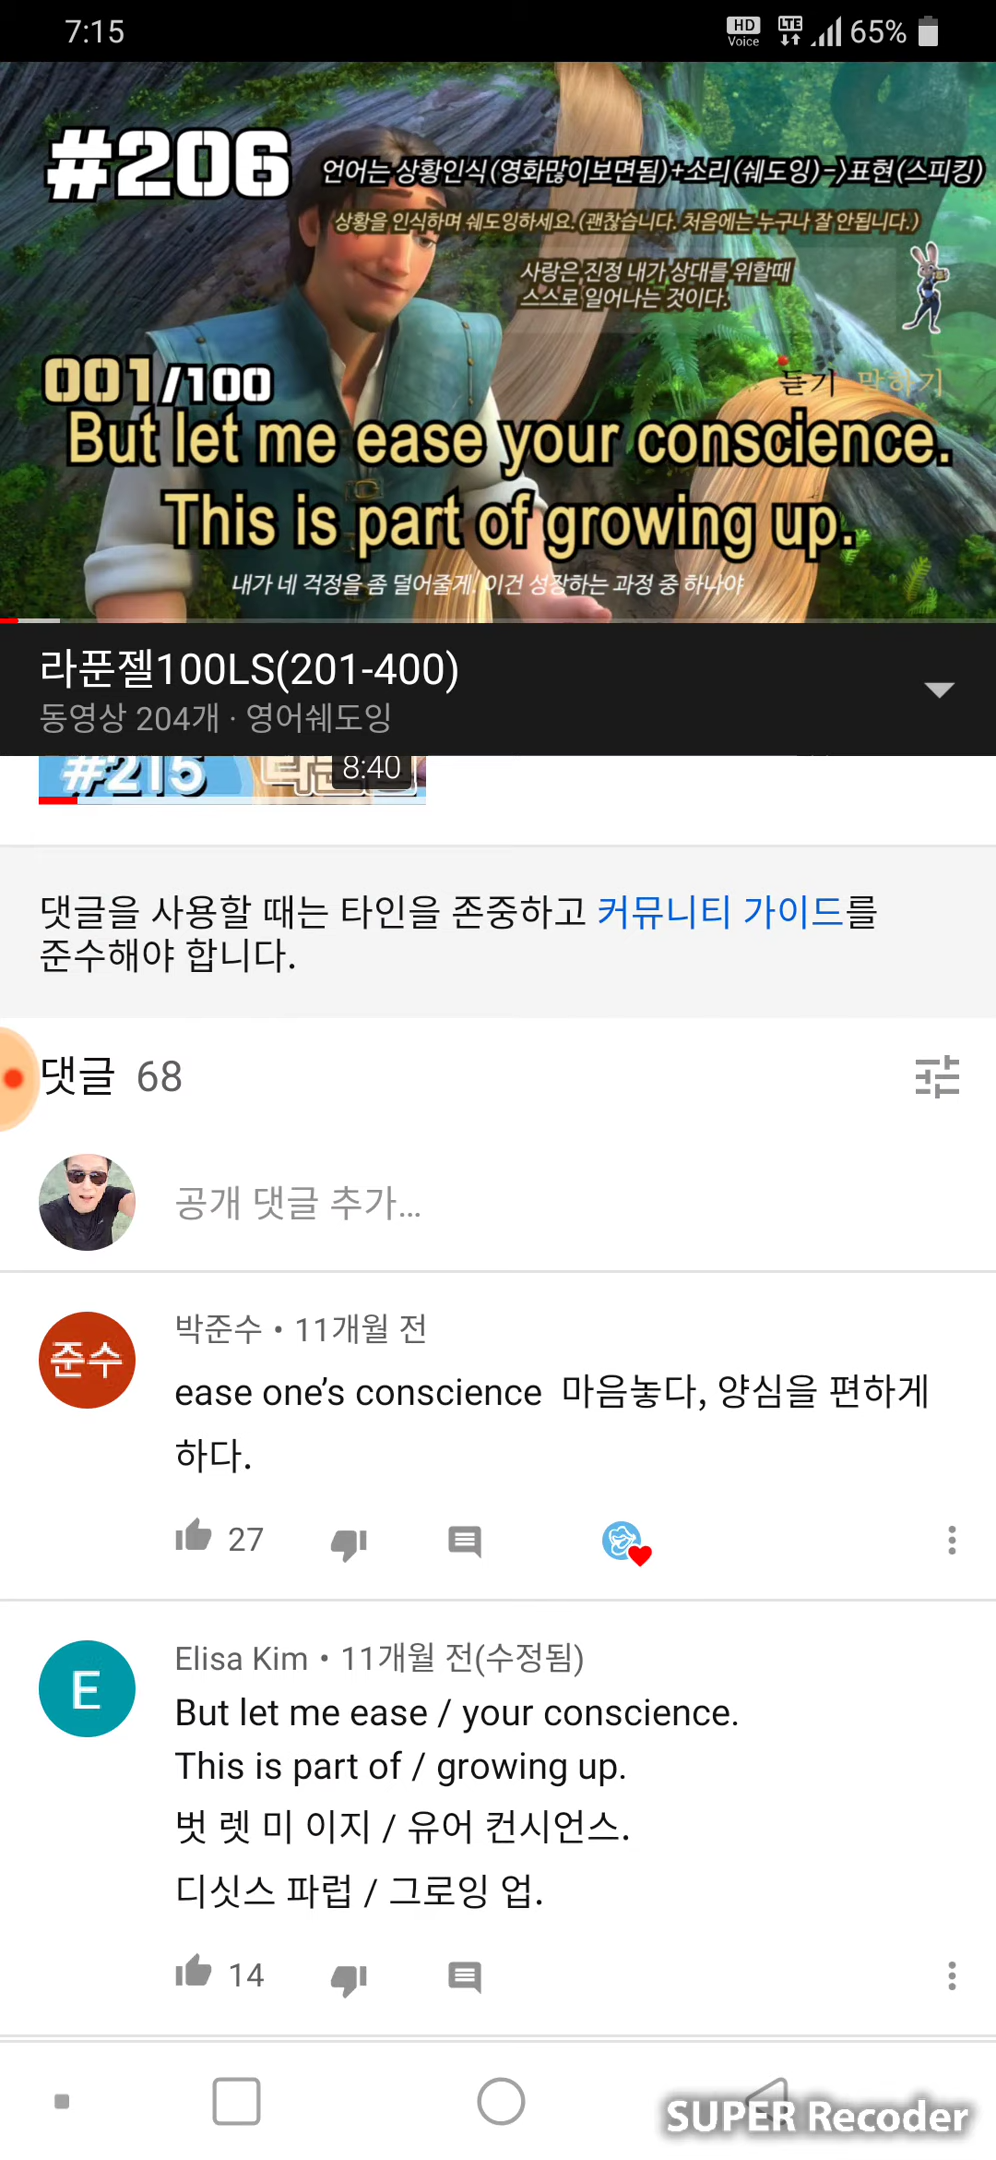 7:15
HD Voice LTE 65%
#206
언어는 상황인식(영화많이보면됨)+소리(쉐도잉)->표현(스피킹)
상황을 인식하며 쉐도잉하세요.(괜찮습니다. 처음에는 누구나 잘 안됩니다.)
사랑은 진정 내가 상대를 위할때
스스로 일어나는 것이다.
001/100
듣기 말하기
But let me ease your conscience.
This is part of growing up.
내가 네 걱정을 좀 덜어줄게. 이건 성장하는 과정 중 하나야
라푼젤100LS(201-400)
동영상 204개 · 영어쉐도잉
#215
8:40
댓글을 사용할 때는 타인을 존중하고 커뮤니티 가이드를
준수해야 합니다.
댓글 68
공개 댓글 추가...
준수
박준수 • 11개월 전
ease one’s conscience 마음놓다, 양심을 편하게
하다.
27
E
Elisa Kim • 11개월 전(수정됨)
But let me ease / your conscience.
This is part of / growing up.
벗 렛 미 이지 / 유어 컨시언스.
디싯스 파럽 / 그로잉 업.
14
SUPER Recoder